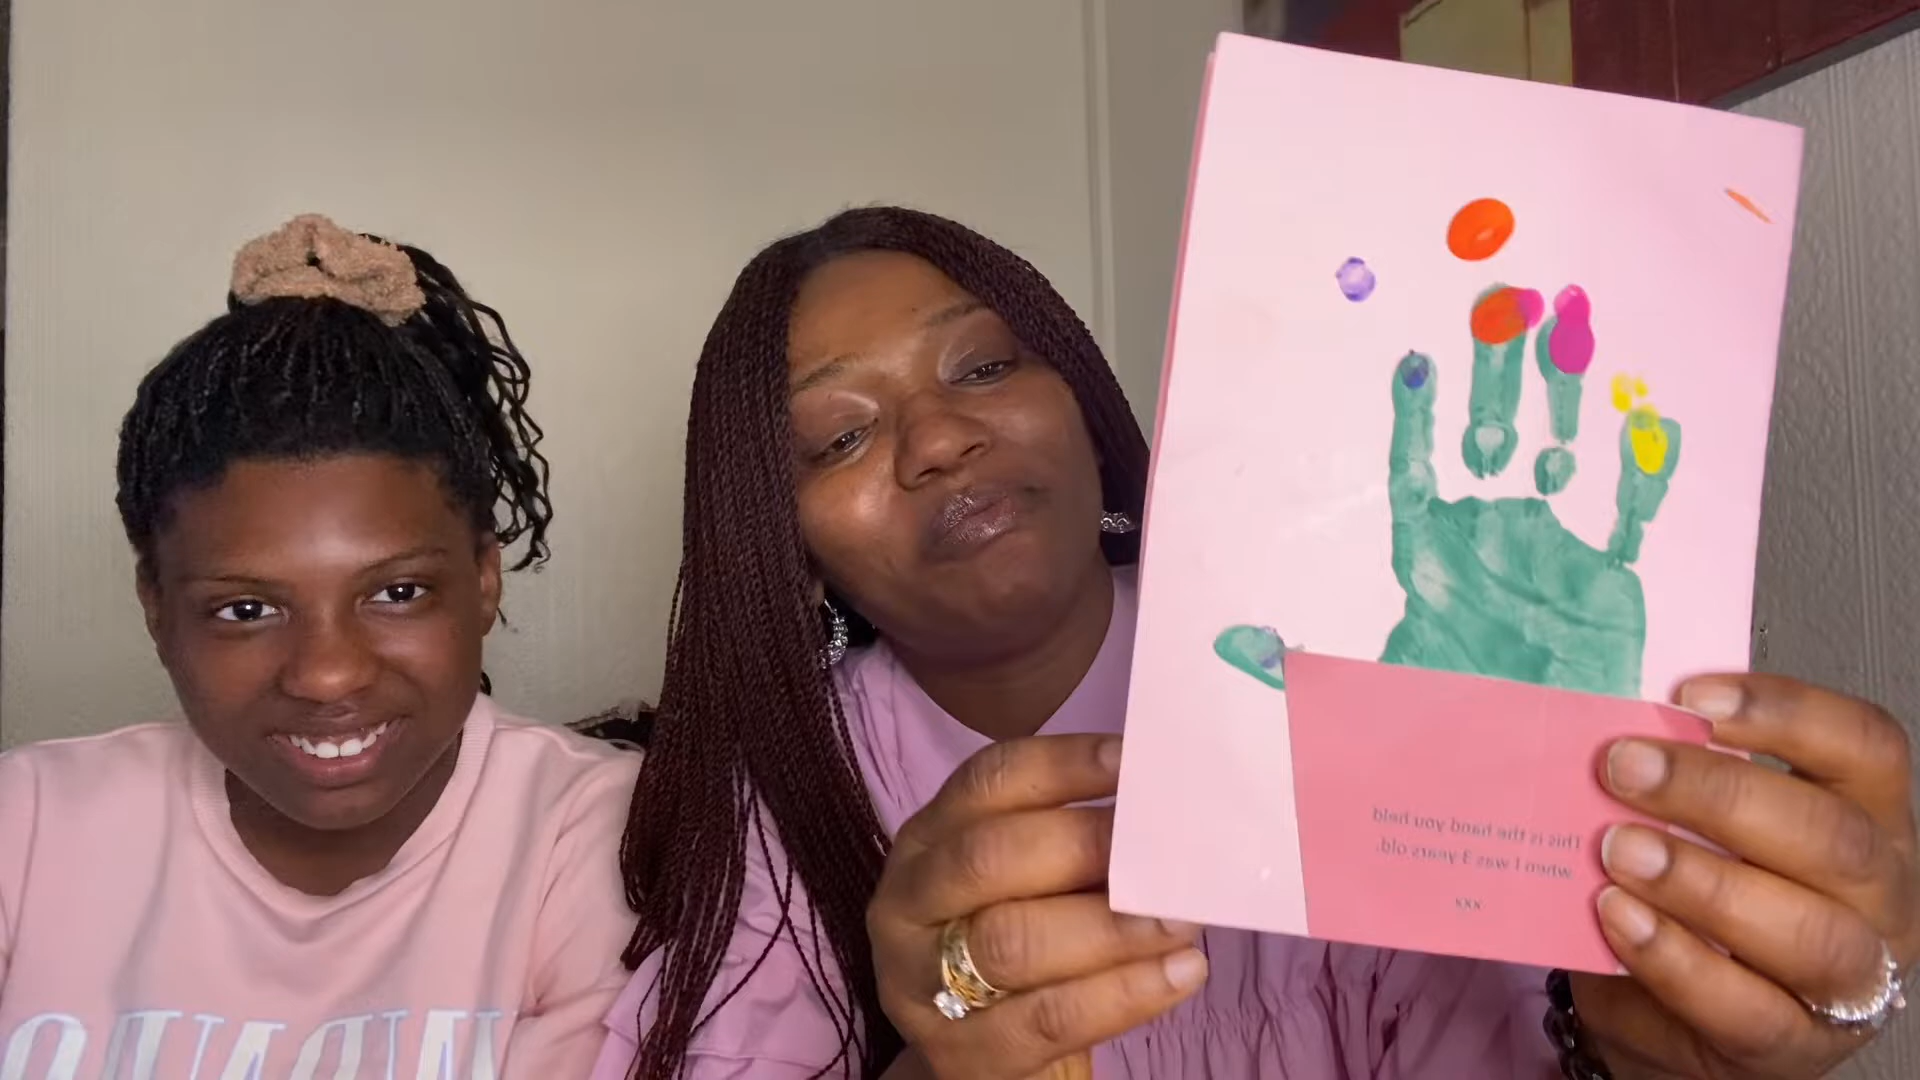 This is the hand you held
when I was 3 years old.
xxx